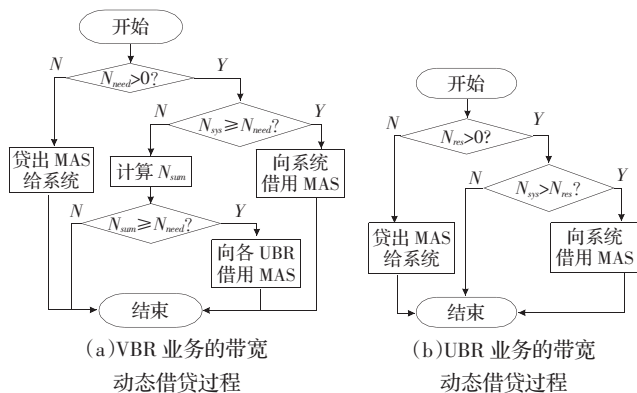 开始
N
Y
N_need>0?
N
Y
N_sys≥N_need?
贷出 MAS
给系统
计算 N_sum
向系统
借用 MAS
N
Y
N_sum≥N_need?
向各 UBR
借用 MAS
结束
(a)VBR 业务的带宽
动态借贷过程
开始
N
Y
N_res>0?
N
Y
N_sys>N_res?
贷出 MAS
给系统
向系统
借用 MAS
结束
(b)UBR 业务的带宽
动态借贷过程